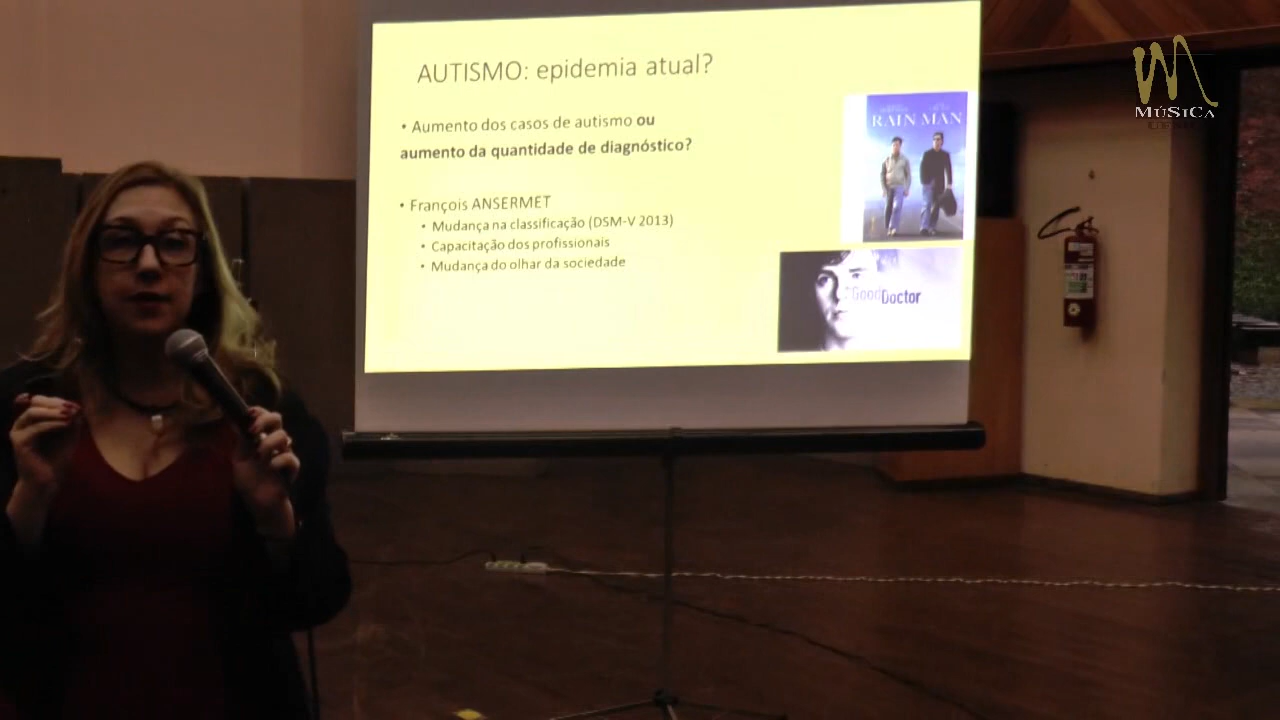 AUTISMO: epidemia atual?
• Aumento dos casos de autismo ou
aumento da quantidade de diagnóstico?
• François ANSERMET
• Mudança na classificação (DSM-V 2013)
• Capacitação dos profissionais
• Mudança do olhar da sociedade
RAIN MAN
Good Doctor
MÚSICA